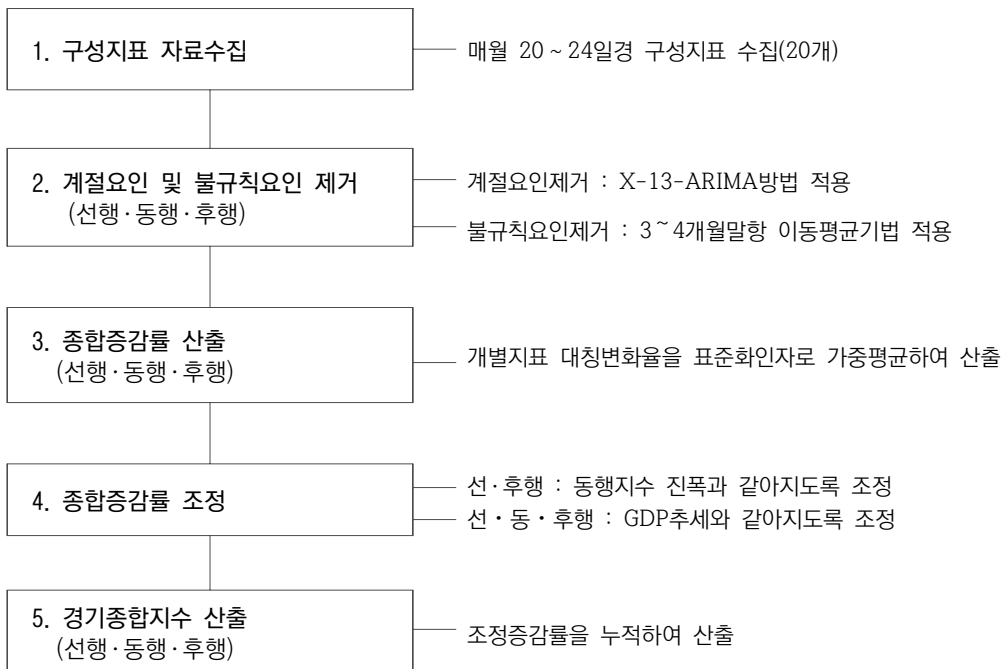 1. 구성지표 자료수집
매월 20 ~ 24일경 구성지표 수집(20개)
2. 계절요인 및 불규칙요인 제거
(선행·동행·후행)
계절요인제거 : X-13-ARIMA방법 적용
불규칙요인제거 : 3~4개월말항 이동평균기법 적용
3. 종합증감률 산출
(선행·동행·후행)
개별지표 대칭변화율을 표준화인자로 가중평균하여 산출
4. 종합증감률 조정
선·후행 : 동행지수 진폭과 같아지도록 조정
선・동・후행 : GDP추세와 같아지도록 조정
5. 경기종합지수 산출
(선행·동행·후행)
조정증감률을 누적하여 산출